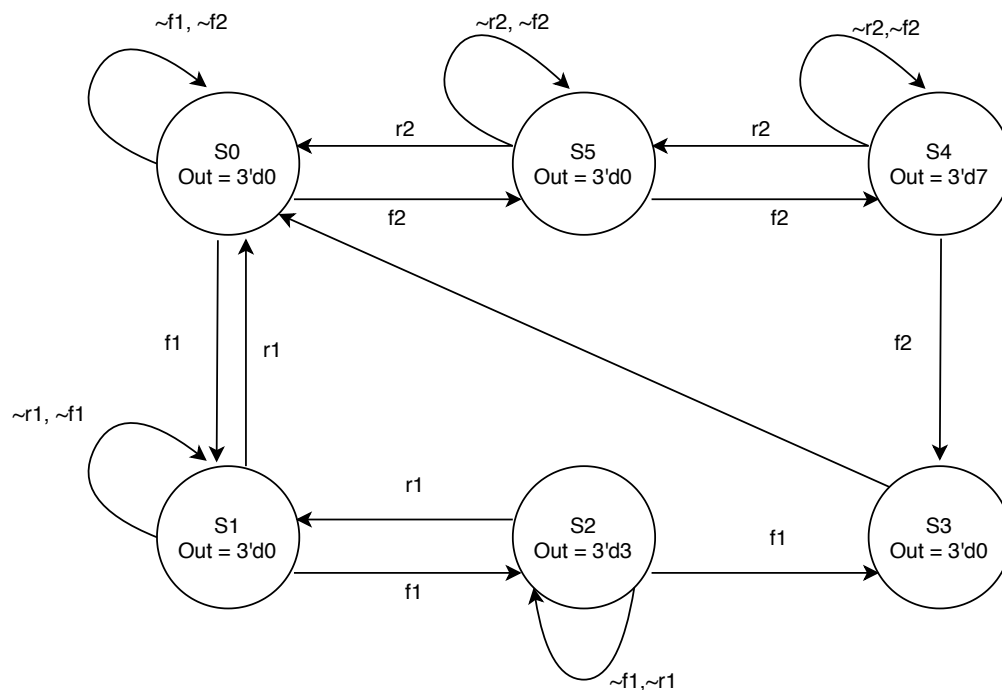 ~f1, ~f2
~r2, ~f2
~r2,~f2
S0
Out = 3'd0
r2
f2
S5
Out = 3'd0
r2
f2
S4
Out = 3'd7
f1
r1
f2
~r1, ~f1
S1
Out = 3'd0
r1
f1
S2
Out = 3'd3
f1
S3
Out = 3'd0
~f1,~r1